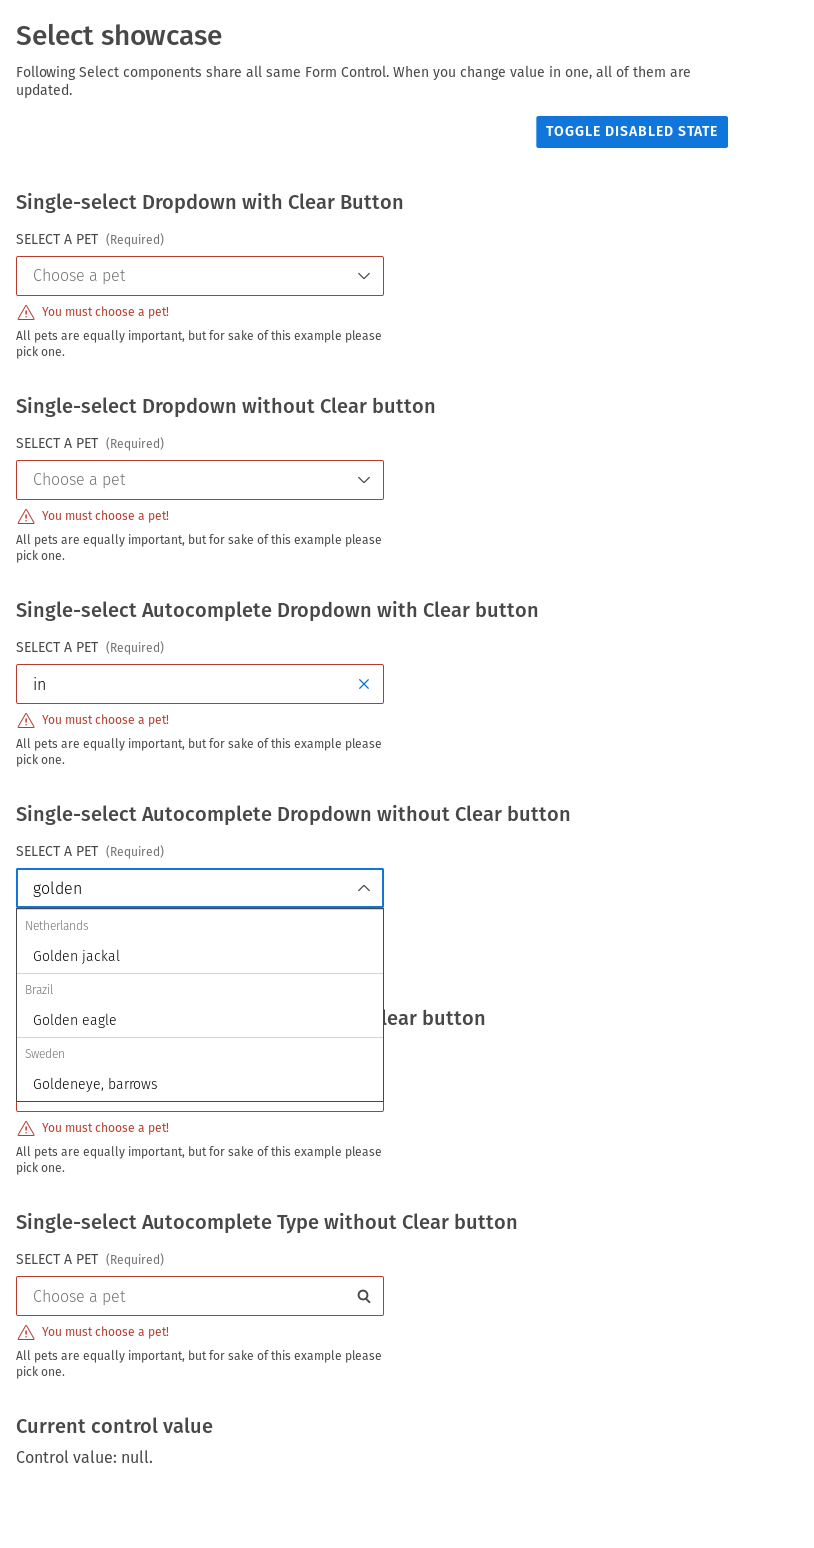 Select showcase
Following Select components share all same Form Control. When you change value in one, all of them are
updated.
TOGGLE DISABLED STATE
Single-select Dropdown with Clear Button
SELECT A PET (Required)
Choose a pet
You must choose a pet!
All pets are equally important, but for sake of this example please
pick one.
Single-select Dropdown without Clear button
SELECT A PET (Required)
Choose a pet
You must choose a pet!
All pets are equally important, but for sake of this example please
pick one.
Single-select Autocomplete Dropdown with Clear button
SELECT A PET (Required)
in
You must choose a pet!
All pets are equally important, but for sake of this example please
pick one.
Single-select Autocomplete Dropdown without Clear button
SELECT A PET (Required)
golden
Netherlands
Golden jackal
Brazil
Golden eagle
lear button
Sweden
Goldeneye, barrows
You must choose a pet!
All pets are equally important, but for sake of this example please
pick one.
Single-select Autocomplete Type without Clear button
SELECT A PET (Required)
Choose a pet
You must choose a pet!
All pets are equally important, but for sake of this example please
pick one.
Current control value
Control value: null.